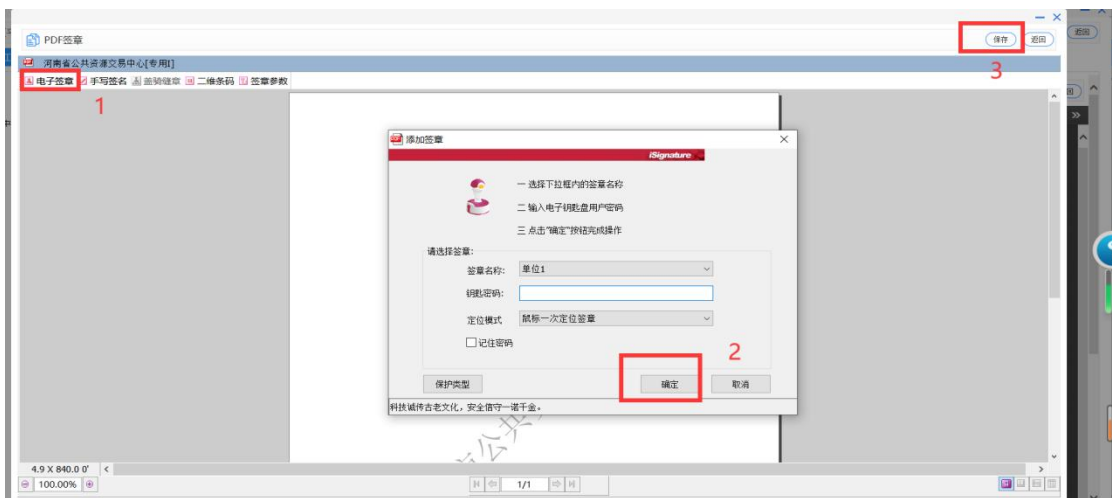 PDF签章
保存
返回
返回
河南省公共资源交易中心[专用I]
3
电子签章 手写签名 盖骑缝章 二维条码 签章参数
1
添加签章
iSignature
一 选择下拉框内的签章名称
二 输入电子钥匙盘用户密码
三 点击"确定"按钮完成操作
请选择签章:
签章名称: 单位1
钥匙密码:
定位模式 鼠标一次定位签章
记住密码
2
保护类型 确定 取消
科技诚传古老文化，安全信守一诺千金。
市公共
4.9 X 840.0 0'
100.00%
1/1